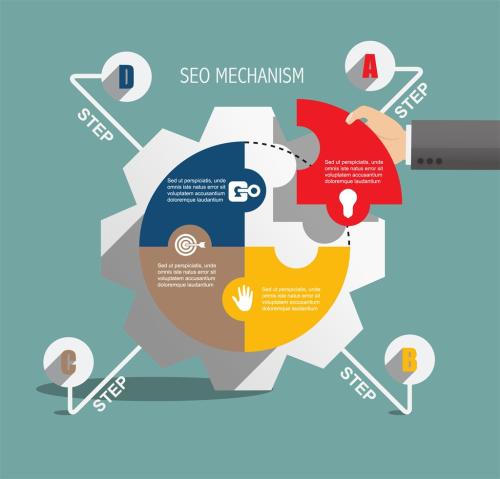 D
STEP
SEO MECHANISM
A
STEP
Sed ut perspiciatis, unde
omnis iste natus error sit
voluptatem accusantium
doloremque laudantium
Sed ut perspiciatis, unde
omnis iste natus error sit
voluptatem accusantium
doloremque laudantium
Sed ut perspiciatis, unde
omnis iste natus error sit
voluptatem accusantium
doloremque laudantium
Sed ut perspiciatis, unde
omnis iste natus error sit
voluptatem accusantium
doloremque laudantium
C
STEP
B
STEP